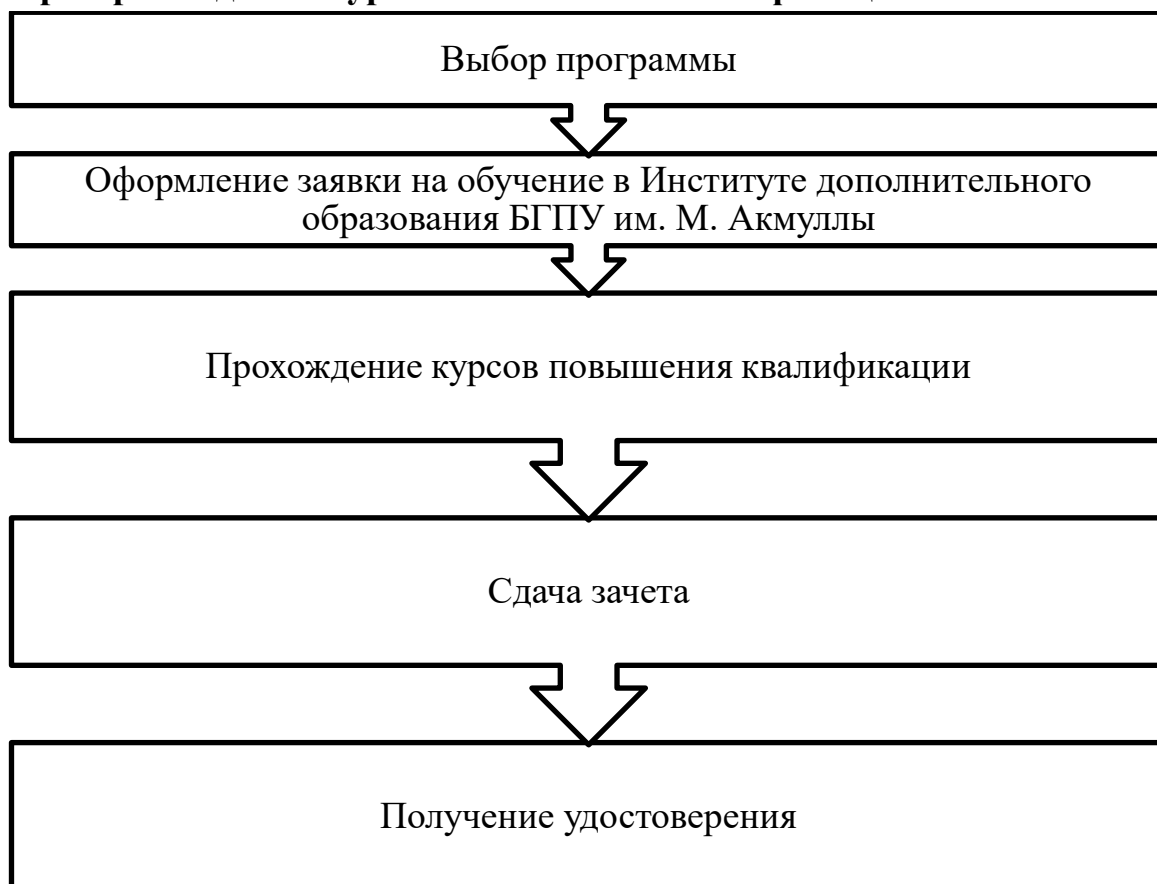 Выбор программы
Оформление заявки на обучение в Институте дополнительного
образования БГПУ им. М. Акмуллы
Прохождение курсов повышения квалификации
Сдача зачета
Получение удостоверения